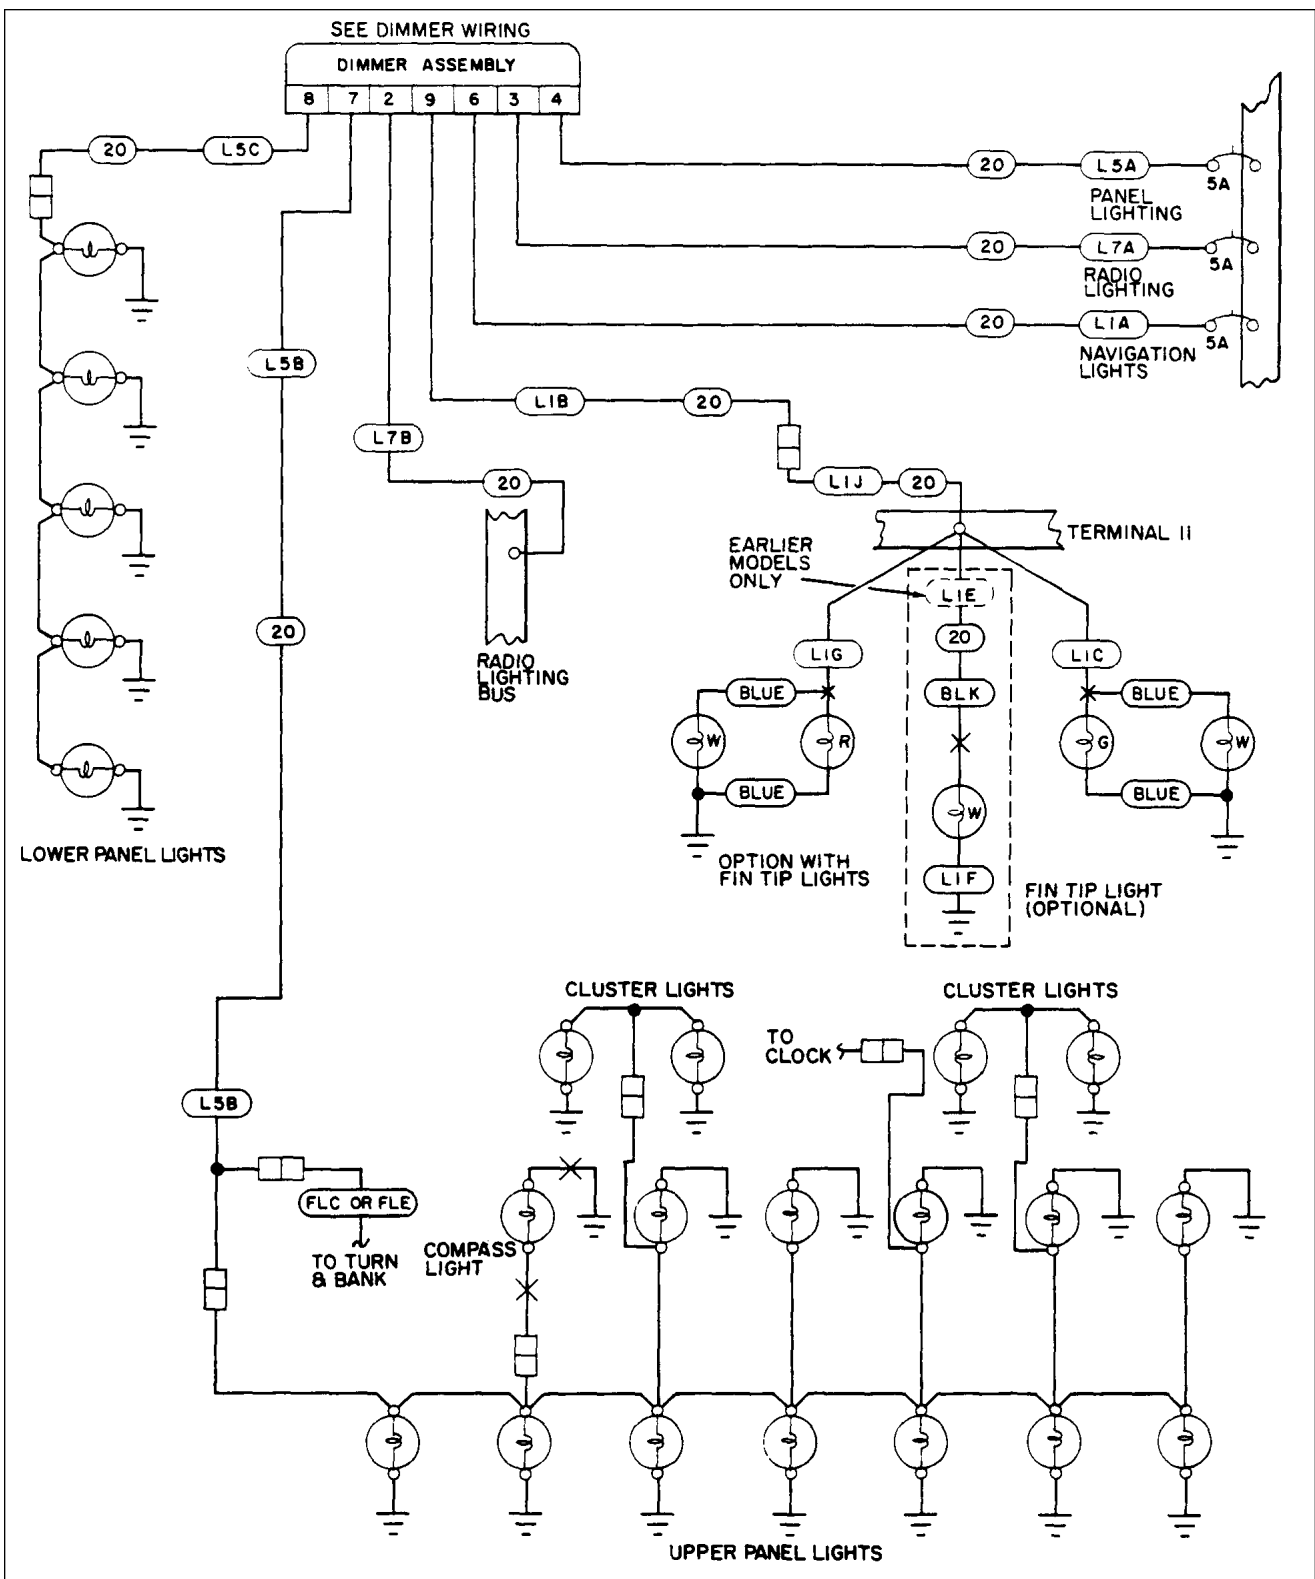 SEE DIMMER WIRING
DIMMER ASSEMBLY
8 7 2 9 6 3 4
20 L5C
20 L5A
5A
PANEL
LIGHTING
20 L7A
5A
RADIO
LIGHTING
20 L1A
5A
NAVIGATION
LIGHTS
L5B
L1B 20
L7B
20
L1J 20
TERMINAL 11
EARLIER
MODELS
ONLY
L1E
20
20
RADIO
LIGHTING
BUS
L1G
L1C
BLUE
BLK
BLUE
W
R
G
W
BLUE
BLUE
W
LOWER PANEL LIGHTS
OPTION WITH
FIN TIP LIGHTS
L1F
FIN TIP LIGHT
(OPTIONAL)
CLUSTER LIGHTS
CLUSTER LIGHTS
TO
CLOCK
L5B
FLC OR FLE
TO TURN
& BANK
COMPASS
LIGHT
UPPER PANEL LIGHTS